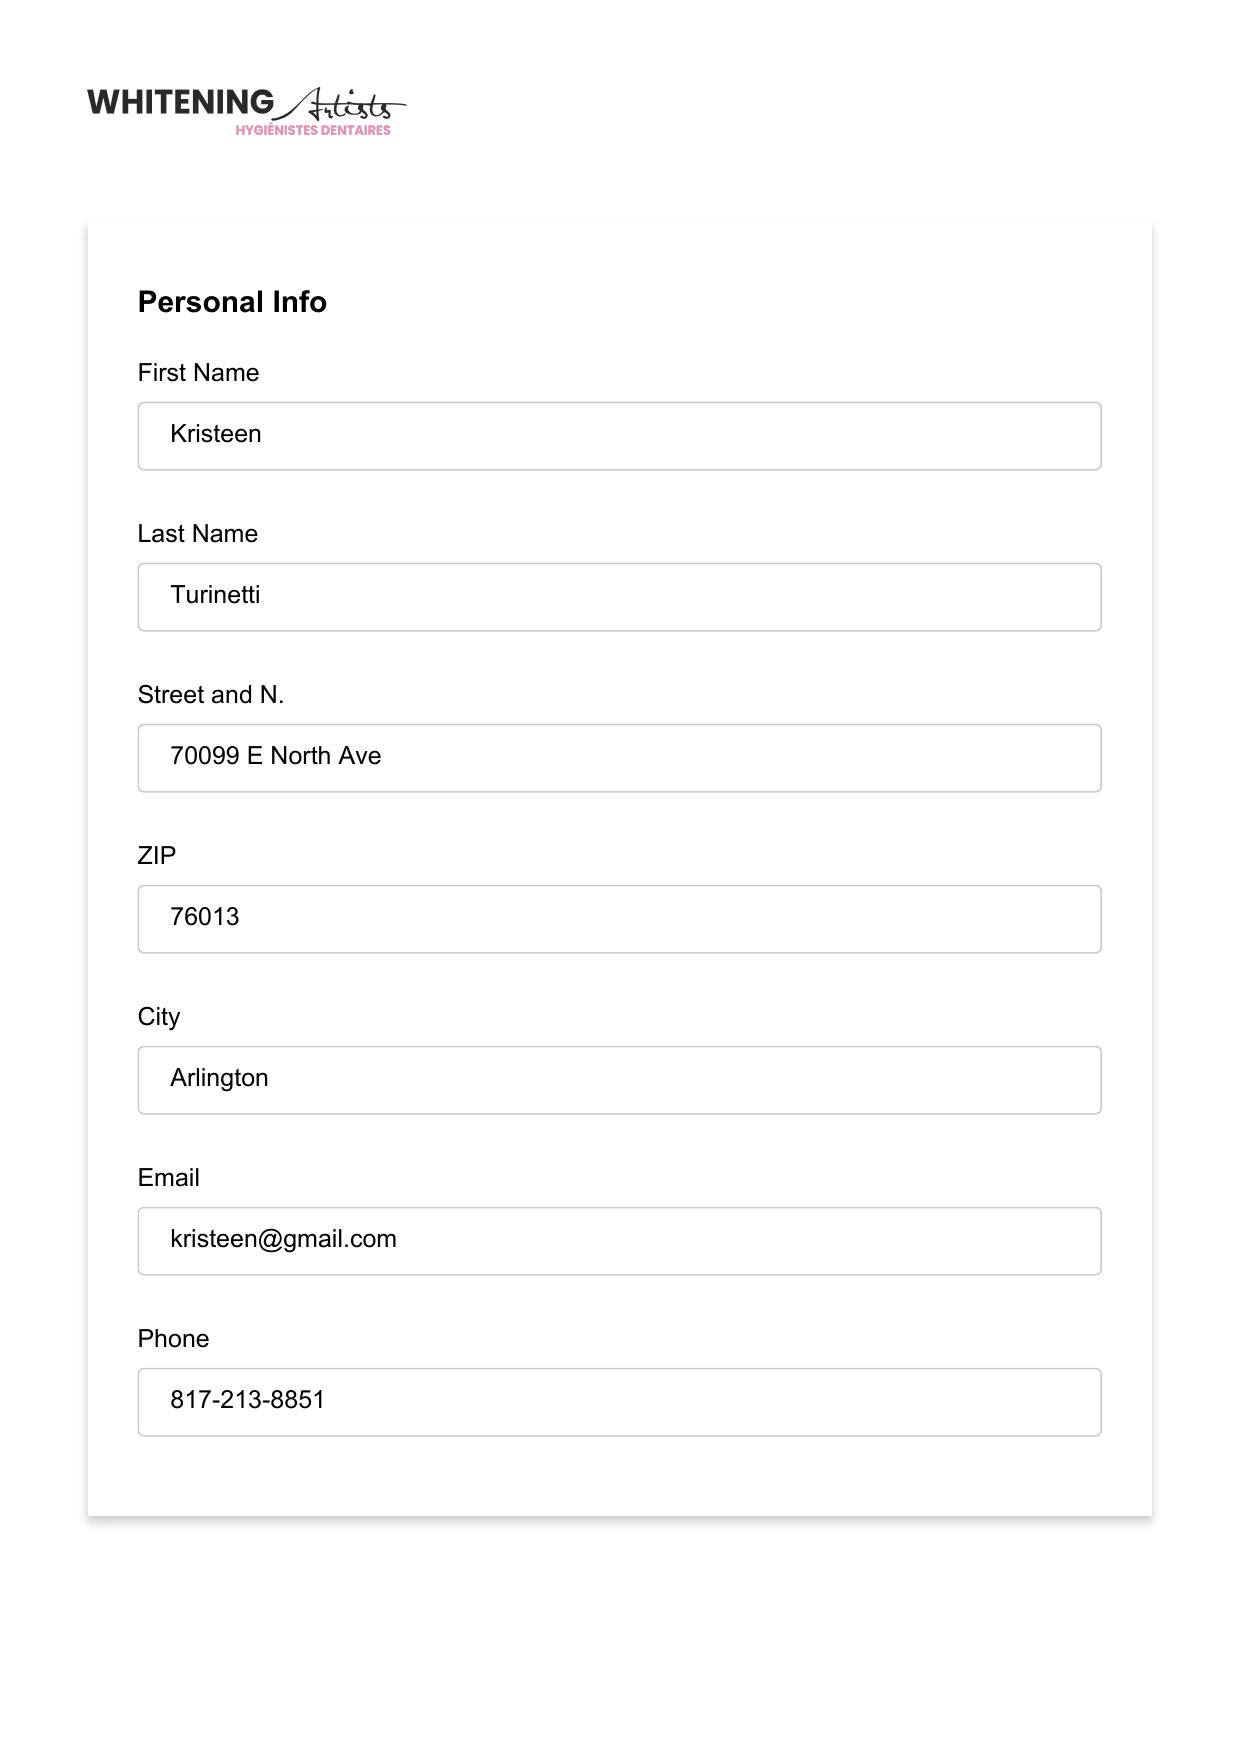 WHITENING Artists
HYGIÉNISTES DENTAIRES
Personal Info
First Name
Kristeen
Last Name
Turinetti
Street and N.
70099 E North Ave
ZIP
76013
City
Arlington
Email
kristeen@gmail.com
Phone
817-213-8851